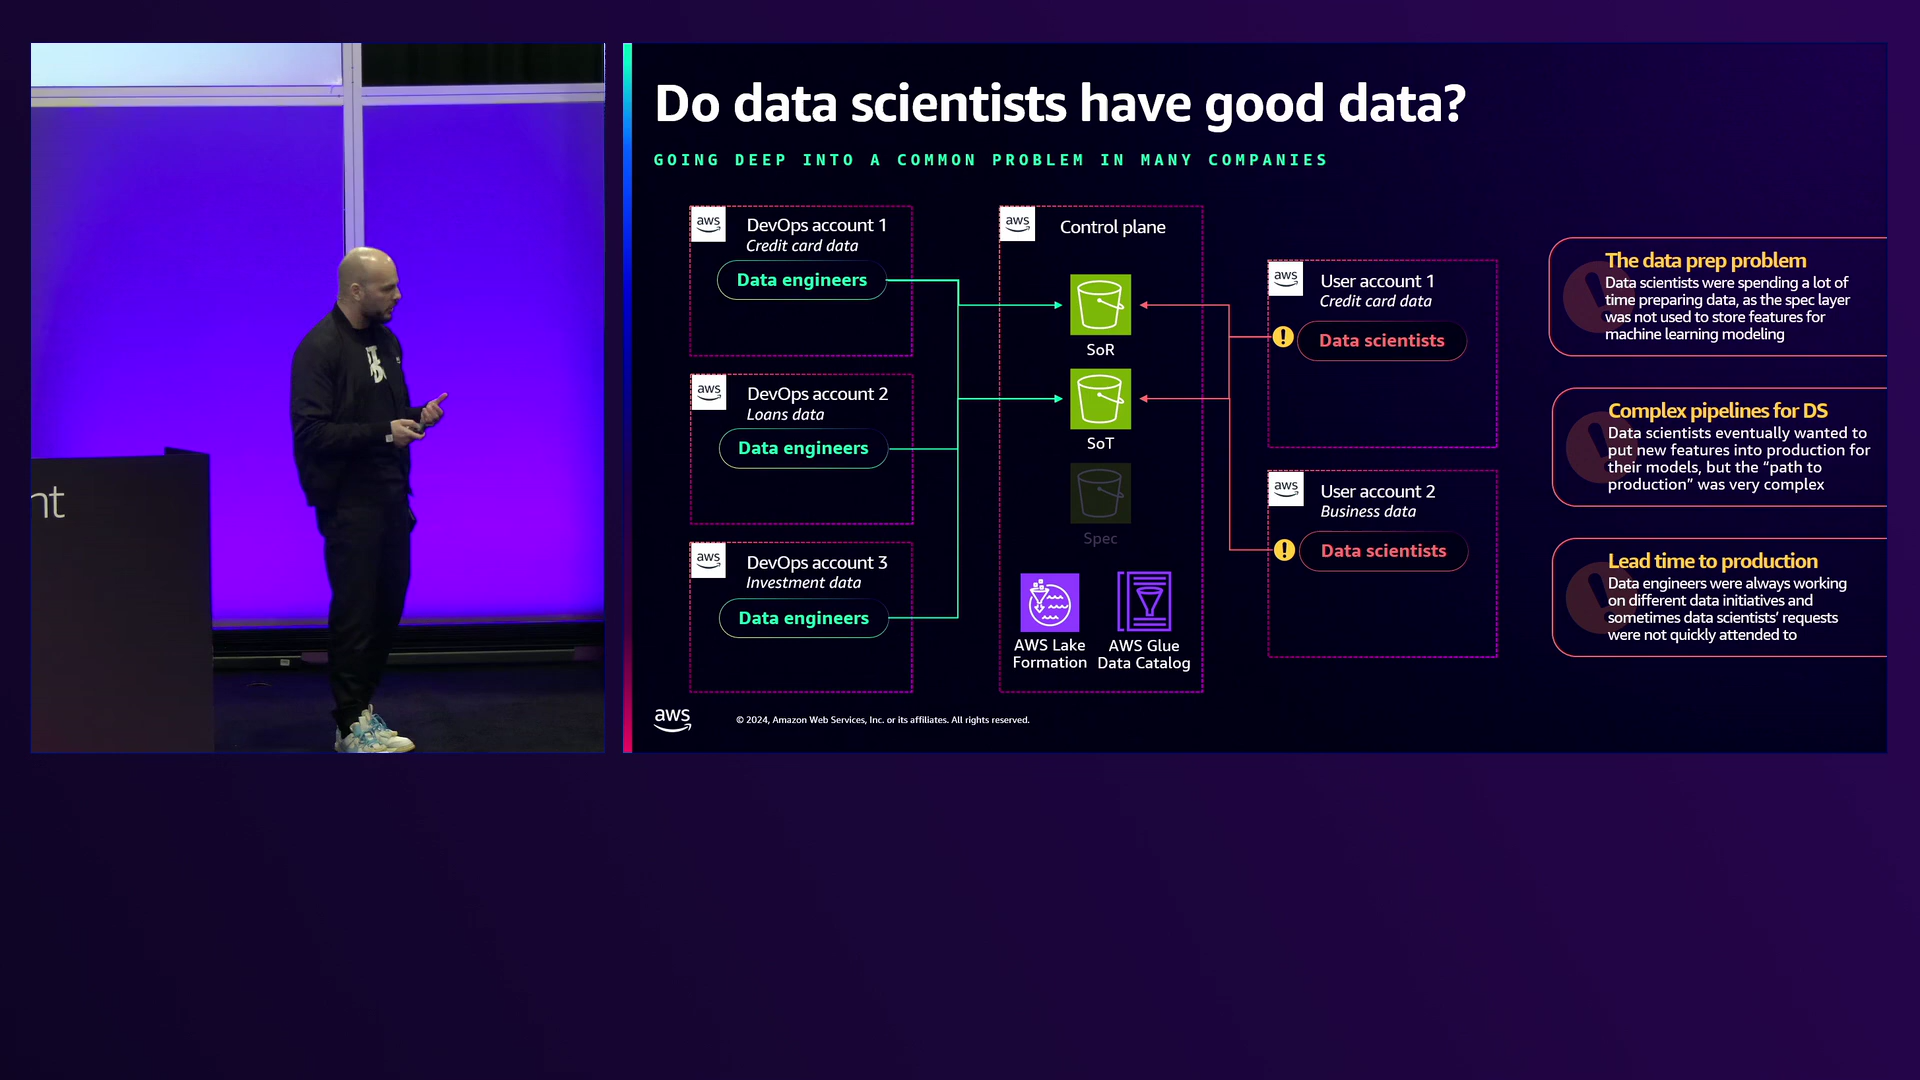 nt
Do data scientists have good data?
GOING DEEP INTO A COMMON PROBLEM IN MANY COMPANIES
aws
DevOps account 1
Credit card data
Data engineers
aws
DevOps account 2
Loans data
Data engineers
aws
DevOps account 3
Investment data
Data engineers
aws
Control plane
SoR
SoT
Spec
AWS Lake
Formation
AWS Glue
Data Catalog
aws
User account 1
Credit card data
Data scientists
aws
User account 2
Business data
Data scientists
The data prep problem
Data scientists were spending a lot of
time preparing data, as the spec layer
was not used to store features for
machine learning modeling
Complex pipelines for DS
Data scientists eventually wanted to
put new features into production for
their models, but the “path to
production” was very complex
Lead time to production
Data engineers were always working
on different data initiatives and
sometimes data scientists’ requests
were not quickly attended to
aws
© 2024, Amazon Web Services, Inc. or its affiliates. All rights reserved.